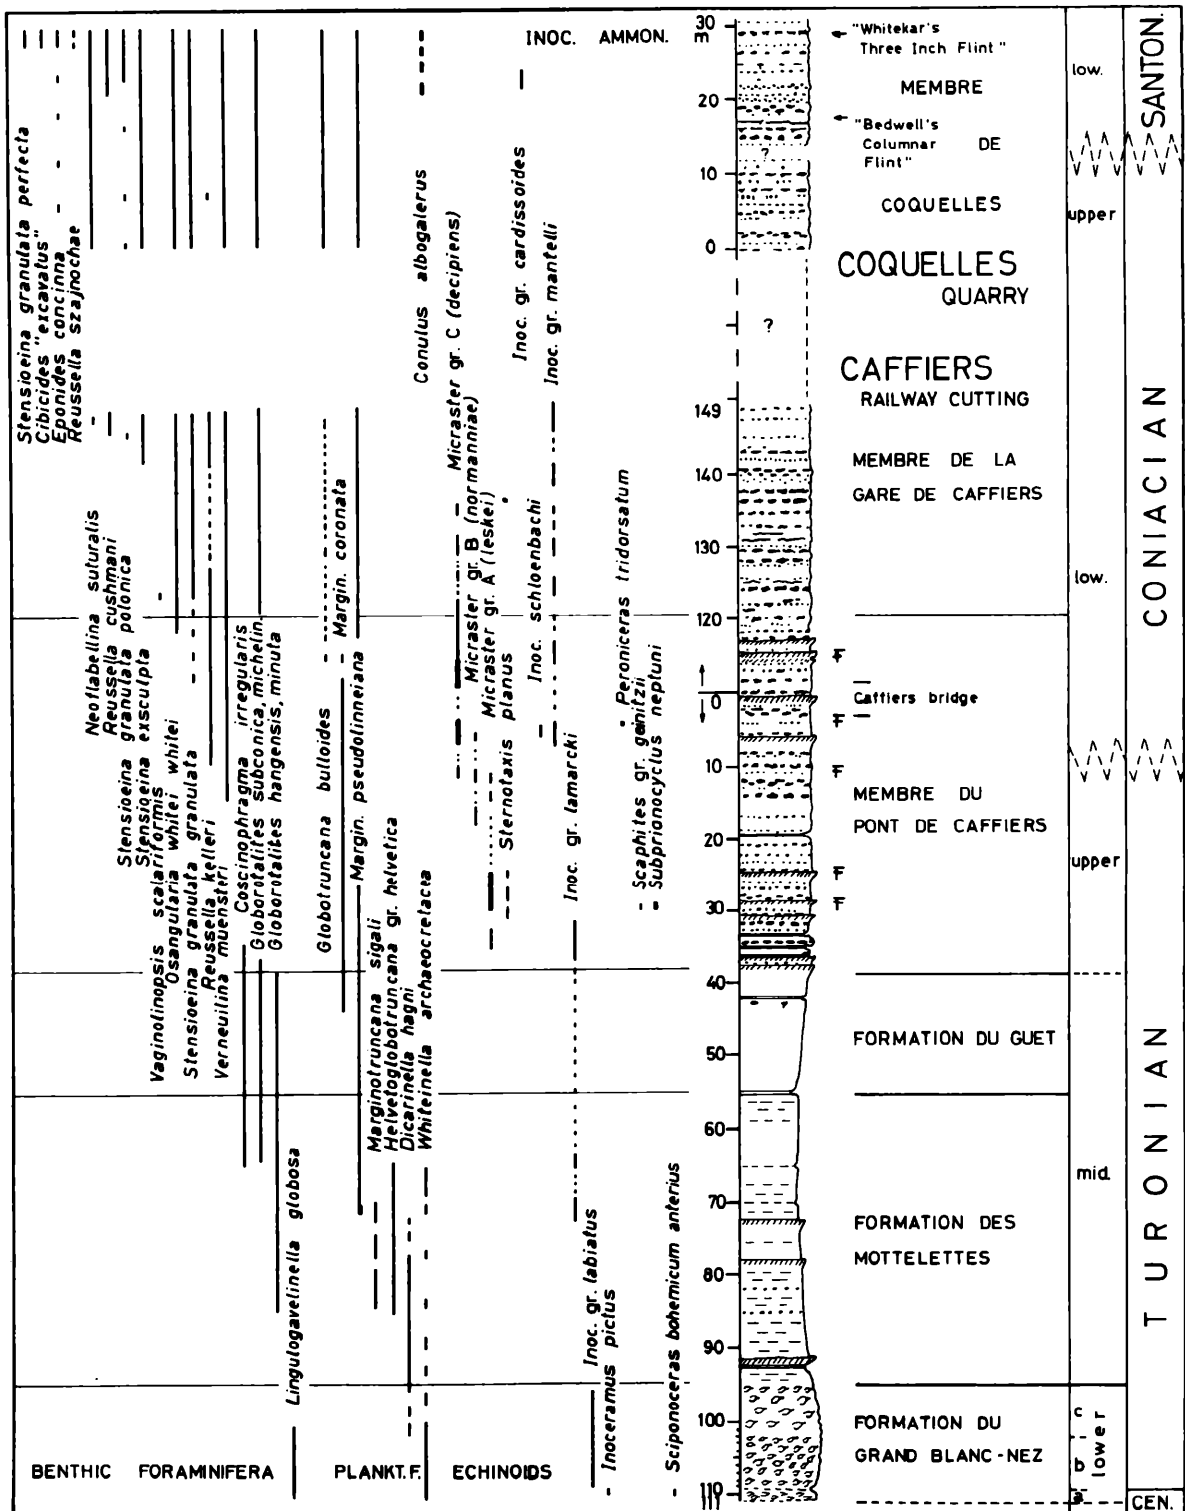 INOC. AMMON.
30
m
20
10
0
"Whitekar's
Three Inch Flint"
MEMBRE
"Bedwell's
Columnar
Flint"
DE
COQUELLES
COQUELLES
QUARRY
?
?
CAFFIERS
RAILWAY CUTTING
149
140
130
120
MEMBRE DE LA
GARE DE CAFFIERS
F
Caffiers bridge
F
0
10
F
MEMBRE DU
PONT DE CAFFIERS
20
F
30
F
40
FORMATION DU GUET
50
60
70
FORMATION DES
MOTTELETTES
80
90
100
FORMATION DU
GRAND BLANC-NEZ
110
111
low.
upper
low.
upper
mid.
c
b
a
lower
SANTON.
CONIACIAN
TURONIAN
CEN.
Stensioeina granulata perfecta
Cibicides "excavatus"
Eponides concinna
Reussella szajnochae
Neoflabellina suturalis
Reussella cushmani
Stensioeina granulata polonica
Stensioeina exsculpta
Vaginolinopsis scalariformis
Osangularia whitei whitei
Stensioeina granulata granulata
Reussella kelleri
Verneuilina muensteri
Coscinophragma irregularis
Globorotalites subconica, michelin.
Globorotalites hangensis, minuta
Lingulogavelinella globosa
Globotruncana bulloides
Margin. coronata
Margin. pseudolinneiana
Marginotruncana sigali
Helvetoglobotruncana gr. helvetica
Dicarinella hagni
Whiteinella archaeocretacea
Conulus albogalerus
Micraster gr. C (decipiens)
Micraster gr. B (normanniae)
Micraster gr. A (leskei)
Sternotaxis planus
Inoc. schloenbachi
Inoc. gr. cardissoides
Inoc. gr. mantelli
Inoc. gr. lamarcki
Inoc. gr. labiatus
Inoceramus pictus
Peroniceras tridorsatum
Scaphites gr. geinitzii
Subprionocyclus neptuni
Sciponoceras bohemicum anterius
BENTHIC FORAMINIFERA
PLANKT. F.
ECHINOIDS